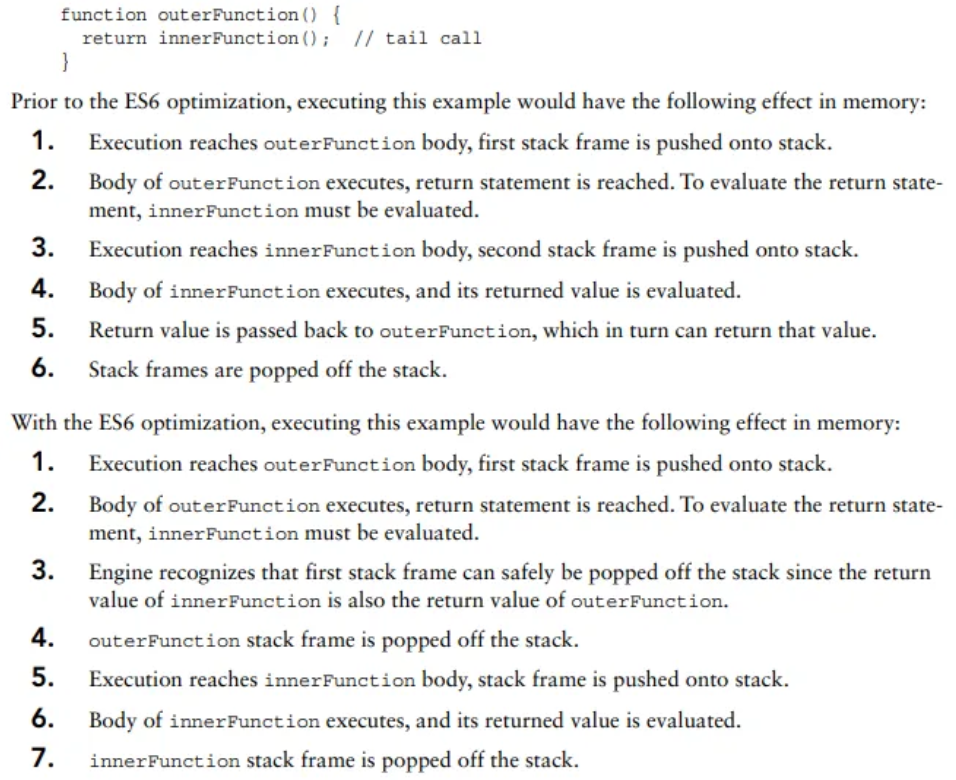 function outerFunction() {
  return innerFunction();  // tail call
}
Prior to the ES6 optimization, executing this example would have the following effect in memory:
1. Execution reaches outerFunction body, first stack frame is pushed onto stack.
2. Body of outerFunction executes, return statement is reached. To evaluate the return state-
ment, innerFunction must be evaluated.
3. Execution reaches innerFunction body, second stack frame is pushed onto stack.
4. Body of innerFunction executes, and its returned value is evaluated.
5. Return value is passed back to outerFunction, which in turn can return that value.
6. Stack frames are popped off the stack.
With the ES6 optimization, executing this example would have the following effect in memory:
1. Execution reaches outerFunction body, first stack frame is pushed onto stack.
2. Body of outerFunction executes, return statement is reached. To evaluate the return state-
ment, innerFunction must be evaluated.
3. Engine recognizes that first stack frame can safely be popped off the stack since the return
value of innerFunction is also the return value of outerFunction.
4. outerFunction stack frame is popped off the stack.
5. Execution reaches innerFunction body, stack frame is pushed onto stack.
6. Body of innerFunction executes, and its returned value is evaluated.
7. innerFunction stack frame is popped off the stack.